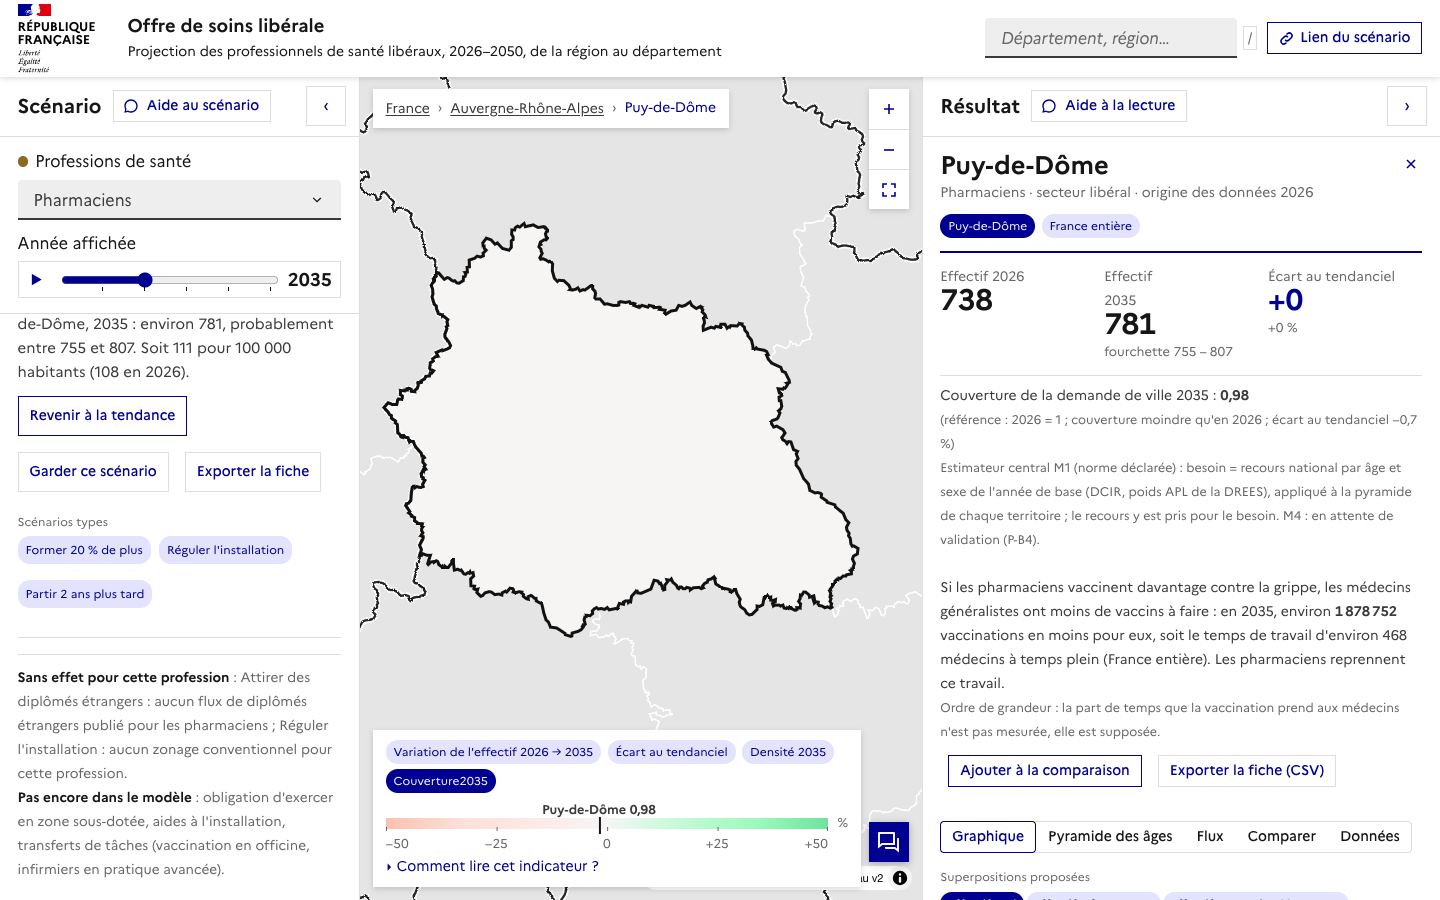 RÉPUBLIQUE
FRANÇAISE
Liberté
Égalité
Fraternité
Offre de soins libérale
Projection des professionnels de santé libéraux, 2026–2050, de la région au département
Département, région…
/
Lien du scénario
Scénario
Aide au scénario
‹
Professions de santé
Pharmaciens
Année affichée
2035
de-Dôme, 2035 : environ 781, probablement
entre 755 et 807. Soit 111 pour 100 000
habitants (108 en 2026).
Revenir à la tendance
Garder ce scénario
Exporter la fiche
Scénarios types
Former 20 % de plus
Réguler l'installation
Partir 2 ans plus tard
Sans effet pour cette profession : Attirer des
diplômés étrangers : aucun flux de diplômés
étrangers publié pour les pharmaciens ; Réguler
l'installation : aucun zonage conventionnel pour
cette profession.
Pas encore dans le modèle : obligation d'exercer
en zone sous-dotée, aides à l'installation,
transferts de tâches (vaccination en officine,
infirmiers en pratique avancée).
France › Auvergne-Rhône-Alpes › Puy-de-Dôme
+
−
Variation de l'effectif 2026 → 2035
Écart au tendanciel
Densité 2035
Couverture2035
Puy-de-Dôme 0,98
−50 −25 0 +25 +50 %
Comment lire cet indicateur ?
au v2
Résultat
Aide à la lecture
›
Puy-de-Dôme
×
Pharmaciens · secteur libéral · origine des données 2026
Puy-de-Dôme
France entière
Effectif 2026
738
Effectif
2035
781
fourchette 755 – 807
Écart au tendanciel
+0
+0 %
Couverture de la demande de ville 2035 : 0,98
(référence : 2026 = 1 ; couverture moindre qu'en 2026 ; écart au tendanciel −0,7
%)
Estimateur central M1 (norme déclarée) : besoin = recours national par âge et
sexe de l'année de base (DCIR, poids APL de la DREES), appliqué à la pyramide
de chaque territoire ; le recours y est pris pour le besoin. M4 : en attente de
validation (P-B4).
Si les pharmaciens vaccinent davantage contre la grippe, les médecins
généralistes ont moins de vaccins à faire : en 2035, environ 1 878 752
vaccinations en moins pour eux, soit le temps de travail d'environ 468
médecins à temps plein (France entière). Les pharmaciens reprennent
ce travail.
Ordre de grandeur : la part de temps que la vaccination prend aux médecins
n'est pas mesurée, elle est supposée.
Ajouter à la comparaison
Exporter la fiche (CSV)
Graphique
Pyramide des âges
Flux
Comparer
Données
Superpositions proposées